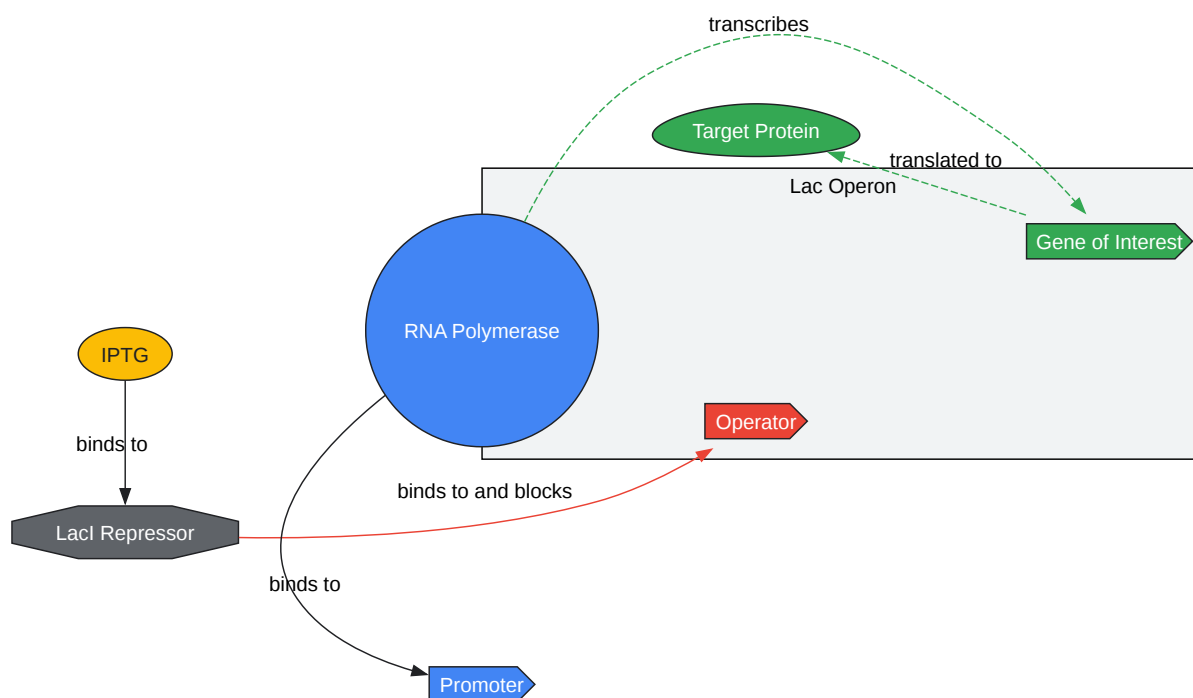 transcribes
Target Protein
translated to
Lac Operon
Gene of Interest
RNA Polymerase
IPTG
Operator
binds to
binds to and blocks
LacI Repressor
binds to
Promoter